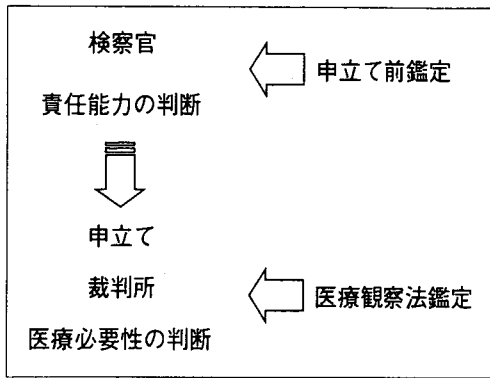 検察官
申立て前鑑定
責任能力の判断
申立て
裁判所
医療観察法鑑定
医療必要性の判断